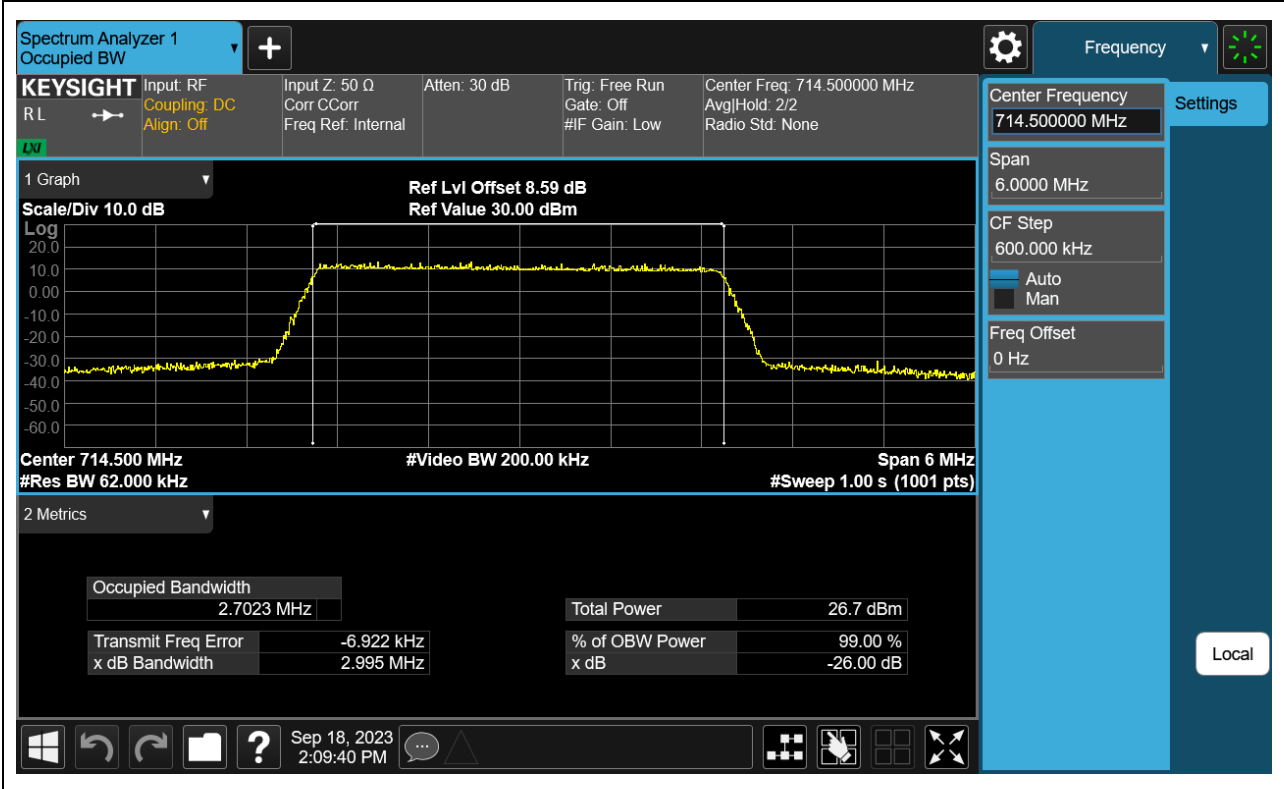 Spectrum Analyzer 1
Occupied BW
Frequency
KEYSIGHT
R L
LXI
Input: RF
Coupling: DC
Align: Off
Input Z: 50 Ω
Corr CCorr
Freq Ref: Internal
Atten: 30 dB
Trig: Free Run
Gate: Off
#IF Gain: Low
Center Freq: 714.500000 MHz
Avg|Hold: 2/2
Radio Std: None
Center Frequency
714.500000 MHz
Settings
Span
6.0000 MHz
CF Step
600.000 kHz
Auto
Man
Freq Offset
0 Hz
Local
1 Graph
Scale/Div 10.0 dB
Ref Lvl Offset 8.59 dB
Ref Value 30.00 dBm
Log
20.0
10.0
0.00
-10.0
-20.0
-30.0
-40.0
-50.0
-60.0
Center 714.500 MHz
#Video BW 200.00 kHz
Span 6 MHz
#Res BW 62.000 kHz
#Sweep 1.00 s (1001 pts)
2 Metrics
Occupied Bandwidth
2.7023 MHz
Total Power 26.7 dBm
Transmit Freq Error -6.922 kHz
% of OBW Power 99.00 %
x dB Bandwidth 2.995 MHz
x dB -26.00 dB
?
Sep 18, 2023
2:09:40 PM